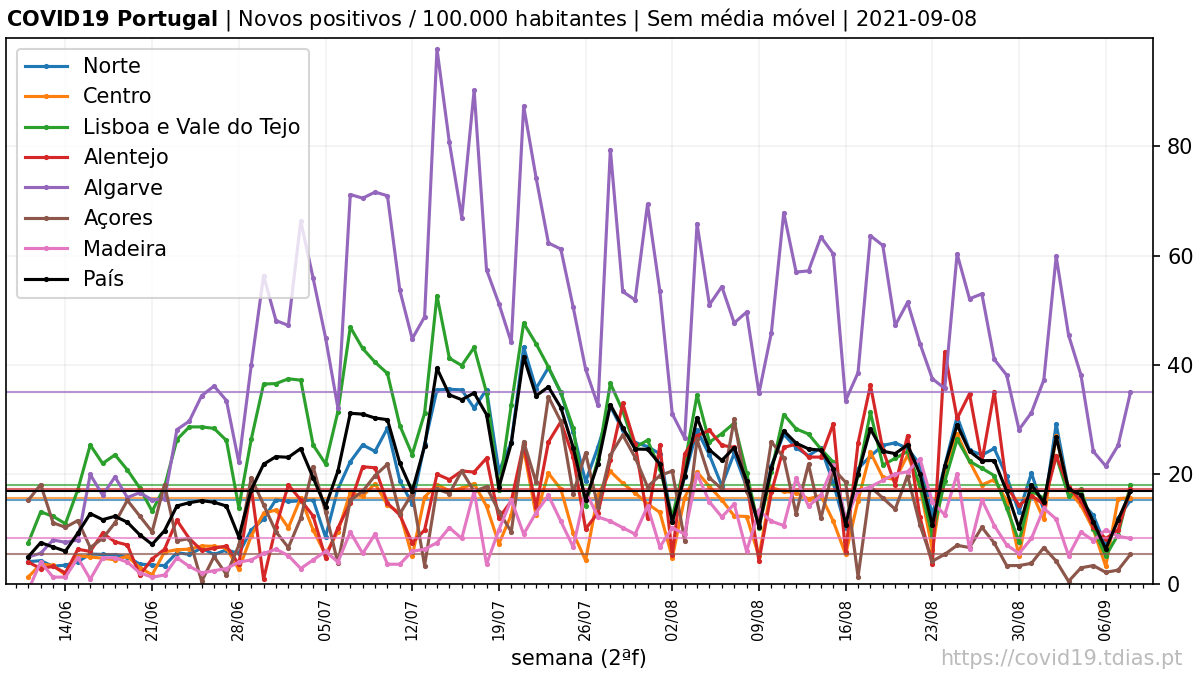 COVID19 Portugal | Novos positivos / 100.000 habitantes | Sem média móvel | 2021-09-08
Norte
Centro
Lisboa e Vale do Tejo
Alentejo
Algarve
Açores
Madeira
País
80
60
40
20
0
14/06
21/06
28/06
05/07
12/07
19/07
26/07
02/08
09/08
16/08
23/08
30/08
06/09
semana (2ªf)
https://covid19.tdias.pt